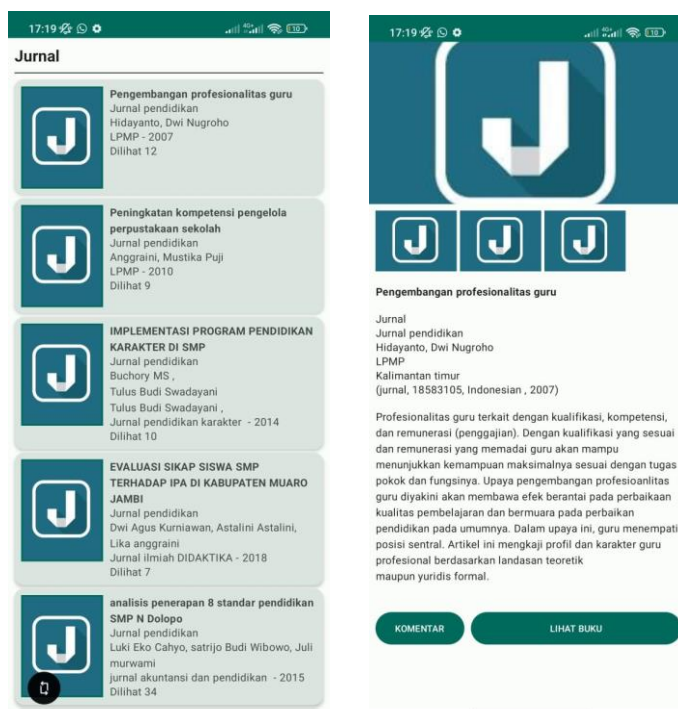 17:19
4G+
10
Jurnal
Pengembangan profesionalitas guru
Jurnal pendidikan
Hidayanto, Dwi Nugroho
LPMP - 2007
Dilihat 12
Peningkatan kompetensi pengelola
perpustakaan sekolah
Jurnal pendidikan
Anggraini, Mustika Puji
LPMP - 2010
Dilihat 9
IMPLEMENTASI PROGRAM PENDIDIKAN
KARAKTER DI SMP
Jurnal pendidikan
Buchory MS ,
Tulus Budi Swadayani
Tulus Budi Swadayani ,
Jurnal pendidikan karakter - 2014
Dilihat 10
EVALUASI SIKAP SISWA SMP
TERHADAP IPA DI KABUPATEN MUARO
JAMBI
Jurnal pendidikan
Dwi Agus Kurniawan, Astalini Astalini,
Lika anggraini
Jurnal ilmiah DIDAKTIKA - 2018
Dilihat 7
analisis penerapan 8 standar pendidikan
SMP N Dolopo
Jurnal pendidikan
Luki Eko Cahyo, satrijo Budi Wibowo, Juli
murwami
jurnal akuntansi dan pendidikan - 2015
Dilihat 34
17:19
4G+
10
Pengembangan profesionalitas guru
Jurnal
Jurnal pendidikan
Hidayanto, Dwi Nugroho
LPMP
Kalimantan timur
(jurnal, 18583105, Indonesian , 2007)
Profesionalitas guru terkait dengan kualifikasi, kompetensi,
dan remunerasi (penggajian). Dengan kualifikasi yang sesuai
dan remunerasi yang memadai guru akan mampu
menunjukkan kemampuan maksimalnya sesuai dengan tugas
pokok dan fungsinya. Upaya pengembangan profesioanlitas
guru diyakini akan membawa efek berantai pada perbaikaan
kualitas pembelajaran dan bermuara pada perbaikan
pendidikan pada umumnya. Dalam upaya ini, guru menempati
posisi sentral. Artikel ini mengkaji profil dan karakter guru
profesional berdasarkan landasan teoretik
maupun yuridis formal.
KOMENTAR
LIHAT BUKU